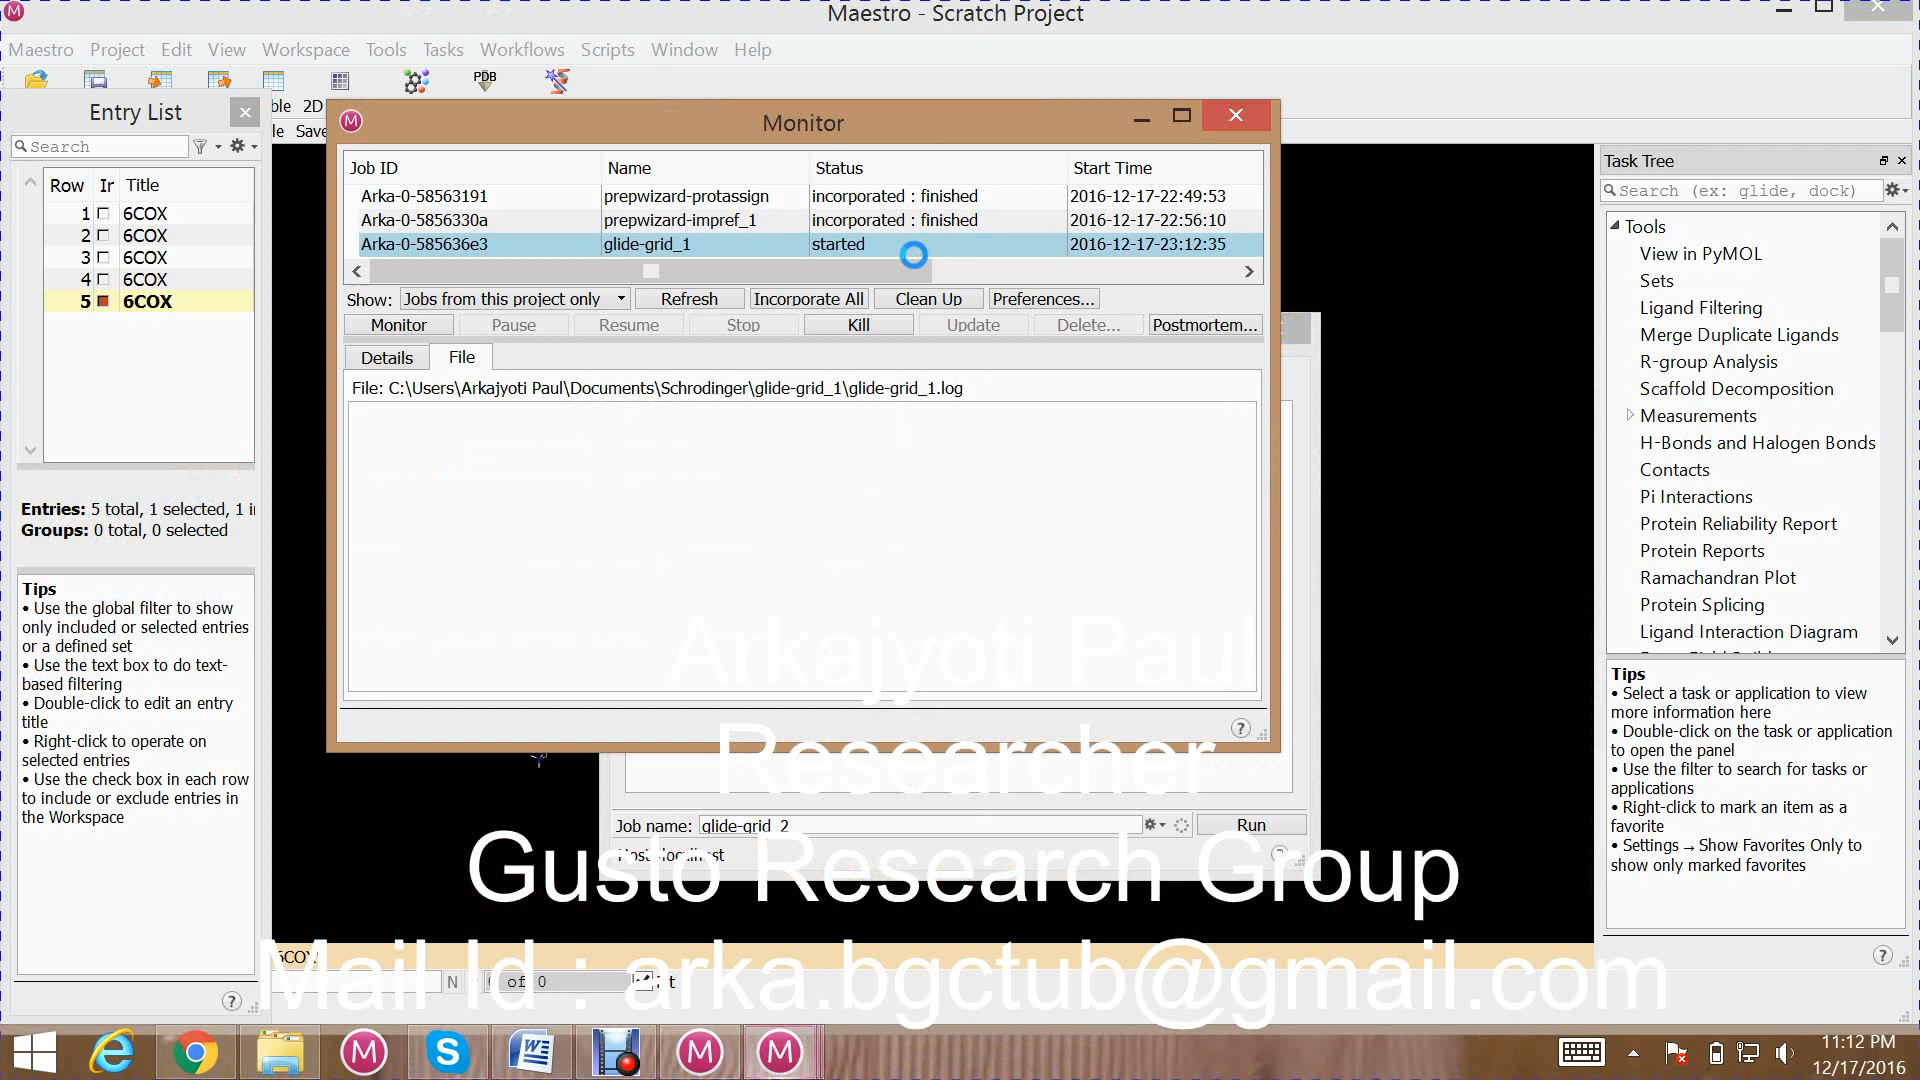 Maestro - Scratch Project
Maestro Project Edit View Workspace Tools Tasks Workflows Scripts Window Help
PDB
ble 2D
le Save
Entry List
Search
Row In Title
1 6COX
2 6COX
3 6COX
4 6COX
5 6COX
Entries: 5 total, 1 selected, 1 i
Groups: 0 total, 0 selected
Tips
• Use the global filter to show
only included or selected entries
or a defined set
• Use the text box to do text-
based filtering
• Double-click to edit an entry
title
• Right-click to operate on
selected entries
• Use the check box in each row
to include or exclude entries in
the Workspace
Monitor
Job ID Name Status Start Time
Arka-0-58563191 prepwizard-protassign incorporated : finished 2016-12-17-22:49:53
Arka-0-5856330a prepwizard-impref_1 incorporated : finished 2016-12-17-22:56:10
Arka-0-585636e3 glide-grid_1 started 2016-12-17-23:12:35
Show: Jobs from this project only Refresh Incorporate All Clean Up Preferences...
Monitor Pause Resume Stop Kill Update Delete... Postmortem...
Details File
File: C:\Users\Arkajyoti Paul\Documents\Schrodinger\glide-grid_1\glide-grid_1.log
Arkajyoti Paul
Researcher
Job name: glide-grid_2 Run
Host=localhost
Gusto Research Group
6COX
Mail Id : arka.bgctub@gmail.com
N of 0
Task Tree
Search (ex: glide, dock)
Tools
View in PyMOL
Sets
Ligand Filtering
Merge Duplicate Ligands
R-group Analysis
Scaffold Decomposition
Measurements
H-Bonds and Halogen Bonds
Contacts
Pi Interactions
Protein Reliability Report
Protein Reports
Ramachandran Plot
Protein Splicing
Ligand Interaction Diagram
Tips
• Select a task or application to view
more information here
• Double-click on the task or application
to open the panel
• Use the filter to search for tasks or
applications
• Right-click to mark an item as a
favorite
• Settings → Show Favorites Only to
show only marked favorites
11:12 PM
12/17/2016